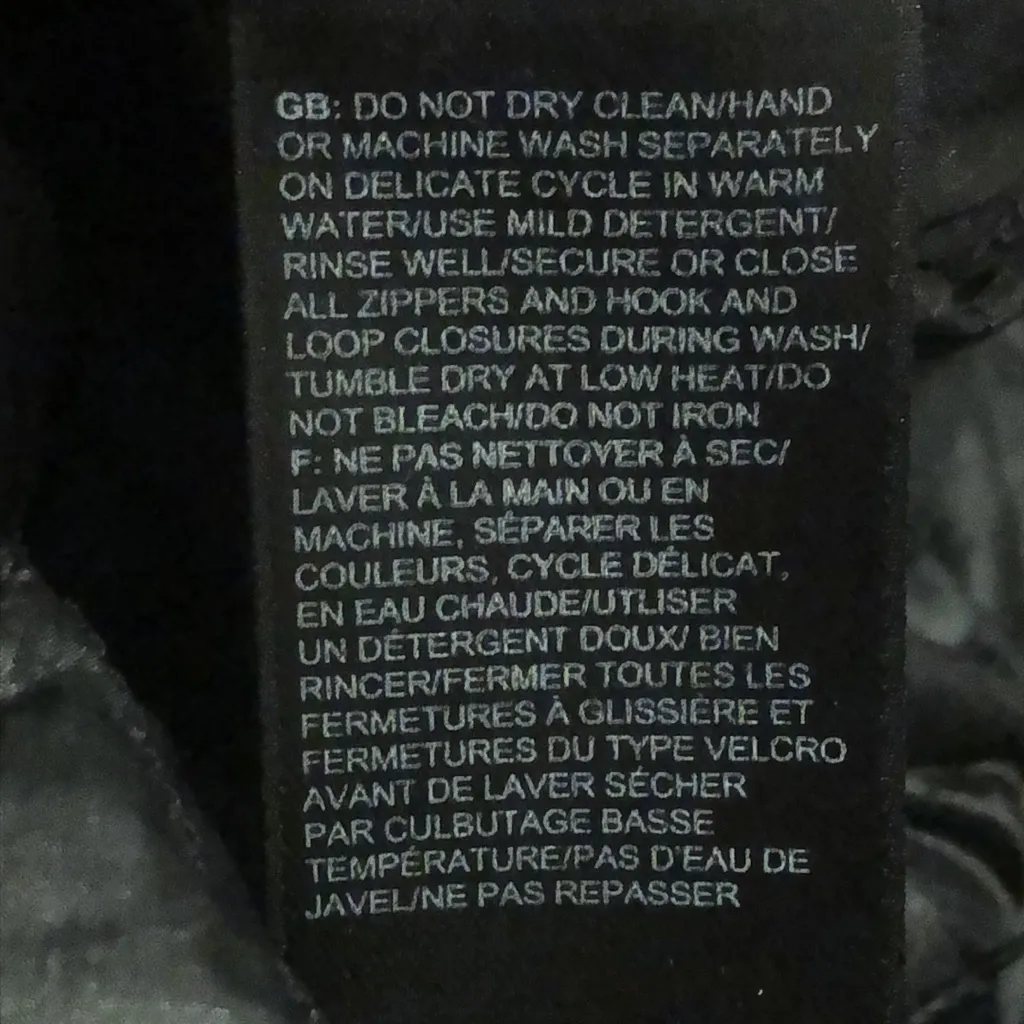 GB: DO NOT DRY CLEAN/HAND
OR MACHINE WASH SEPARATELY
ON DELICATE CYCLE IN WARM
WATER/USE MILD DETERGENT/
RINSE WELL/SECURE OR CLOSE
ALL ZIPPERS AND HOOK AND
LOOP CLOSURES DURING WASH/
TUMBLE DRY AT LOW HEAT/DO
NOT BLEACH/DO NOT IRON
F: NE PAS NETTOYER À SEC/
LAVER À LA MAIN OU EN
MACHINE, SÉPARER LES
COULEURS, CYCLE DÉLICAT,
EN EAU CHAUDE/UTLISER
UN DÉTERGENT DOUX/ BIEN
RINCER/FERMER TOUTES LES
FERMETURES À GLISSIÈRE ET
FERMETURES DU TYPE VELCRO
AVANT DE LAVER SÉCHER
PAR CULBUTAGE BASSE
TEMPÉRATURE/PAS D'EAU DE
JAVEL/NE PAS REPASSER